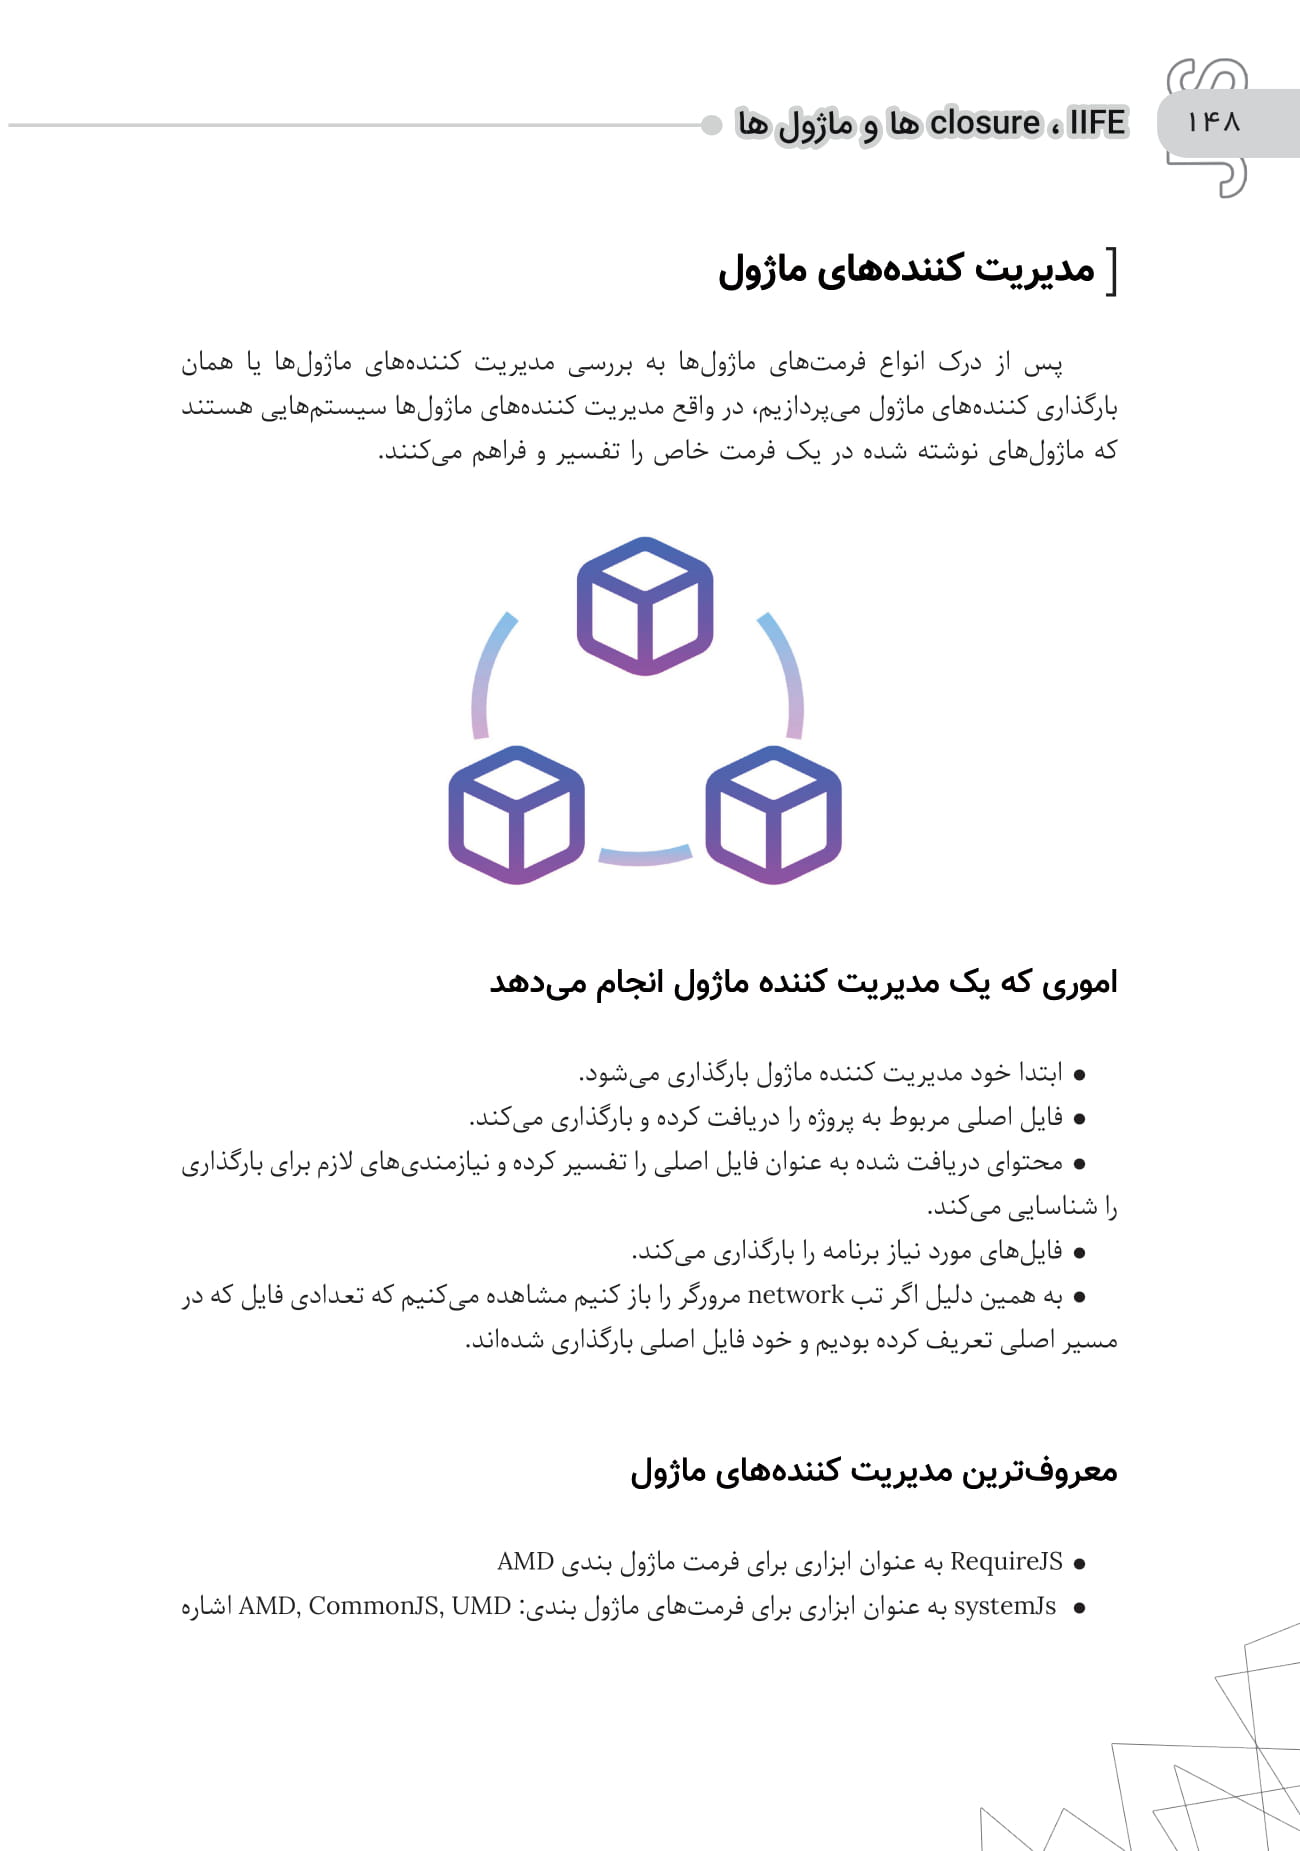 ۱۴۸
IIFE ، closure ها و ماژول ها
مدیریت کننده‌های ماژول
پس از درک انواع فرمت‌های ماژول‌ها به بررسی مدیریت کننده‌های ماژول‌ها یا همان
بارگذاری کننده‌های ماژول می‌پردازیم، در واقع مدیریت کننده‌های ماژول‌ها سیستم‌هایی هستند
که ماژول‌های نوشته شده در یک فرمت خاص را تفسیر و فراهم می‌کنند.
اموری که یک مدیریت کننده ماژول انجام می‌دهد
● ابتدا خود مدیریت کننده ماژول بارگذاری می‌شود.
● فایل اصلی مربوط به پروژه را دریافت کرده و بارگذاری می‌کند.
● محتوای دریافت شده به عنوان فایل اصلی را تفسیر کرده و نیازمندی‌های لازم برای بارگذاری
را شناسایی می‌کند.
● فایل‌های مورد نیاز برنامه را بارگذاری می‌کند.
● به همین دلیل اگر تب network مرورگر را باز کنیم مشاهده می‌کنیم که تعدادی فایل که در
مسیر اصلی تعریف کرده بودیم و خود فایل اصلی بارگذاری شده‌اند.
معروف‌ترین مدیریت کننده‌های ماژول
● RequireJS به عنوان ابزاری برای فرمت ماژول بندی AMD
● systemJs به عنوان ابزاری برای فرمت‌های ماژول بندی: AMD, CommonJS, UMD اشاره